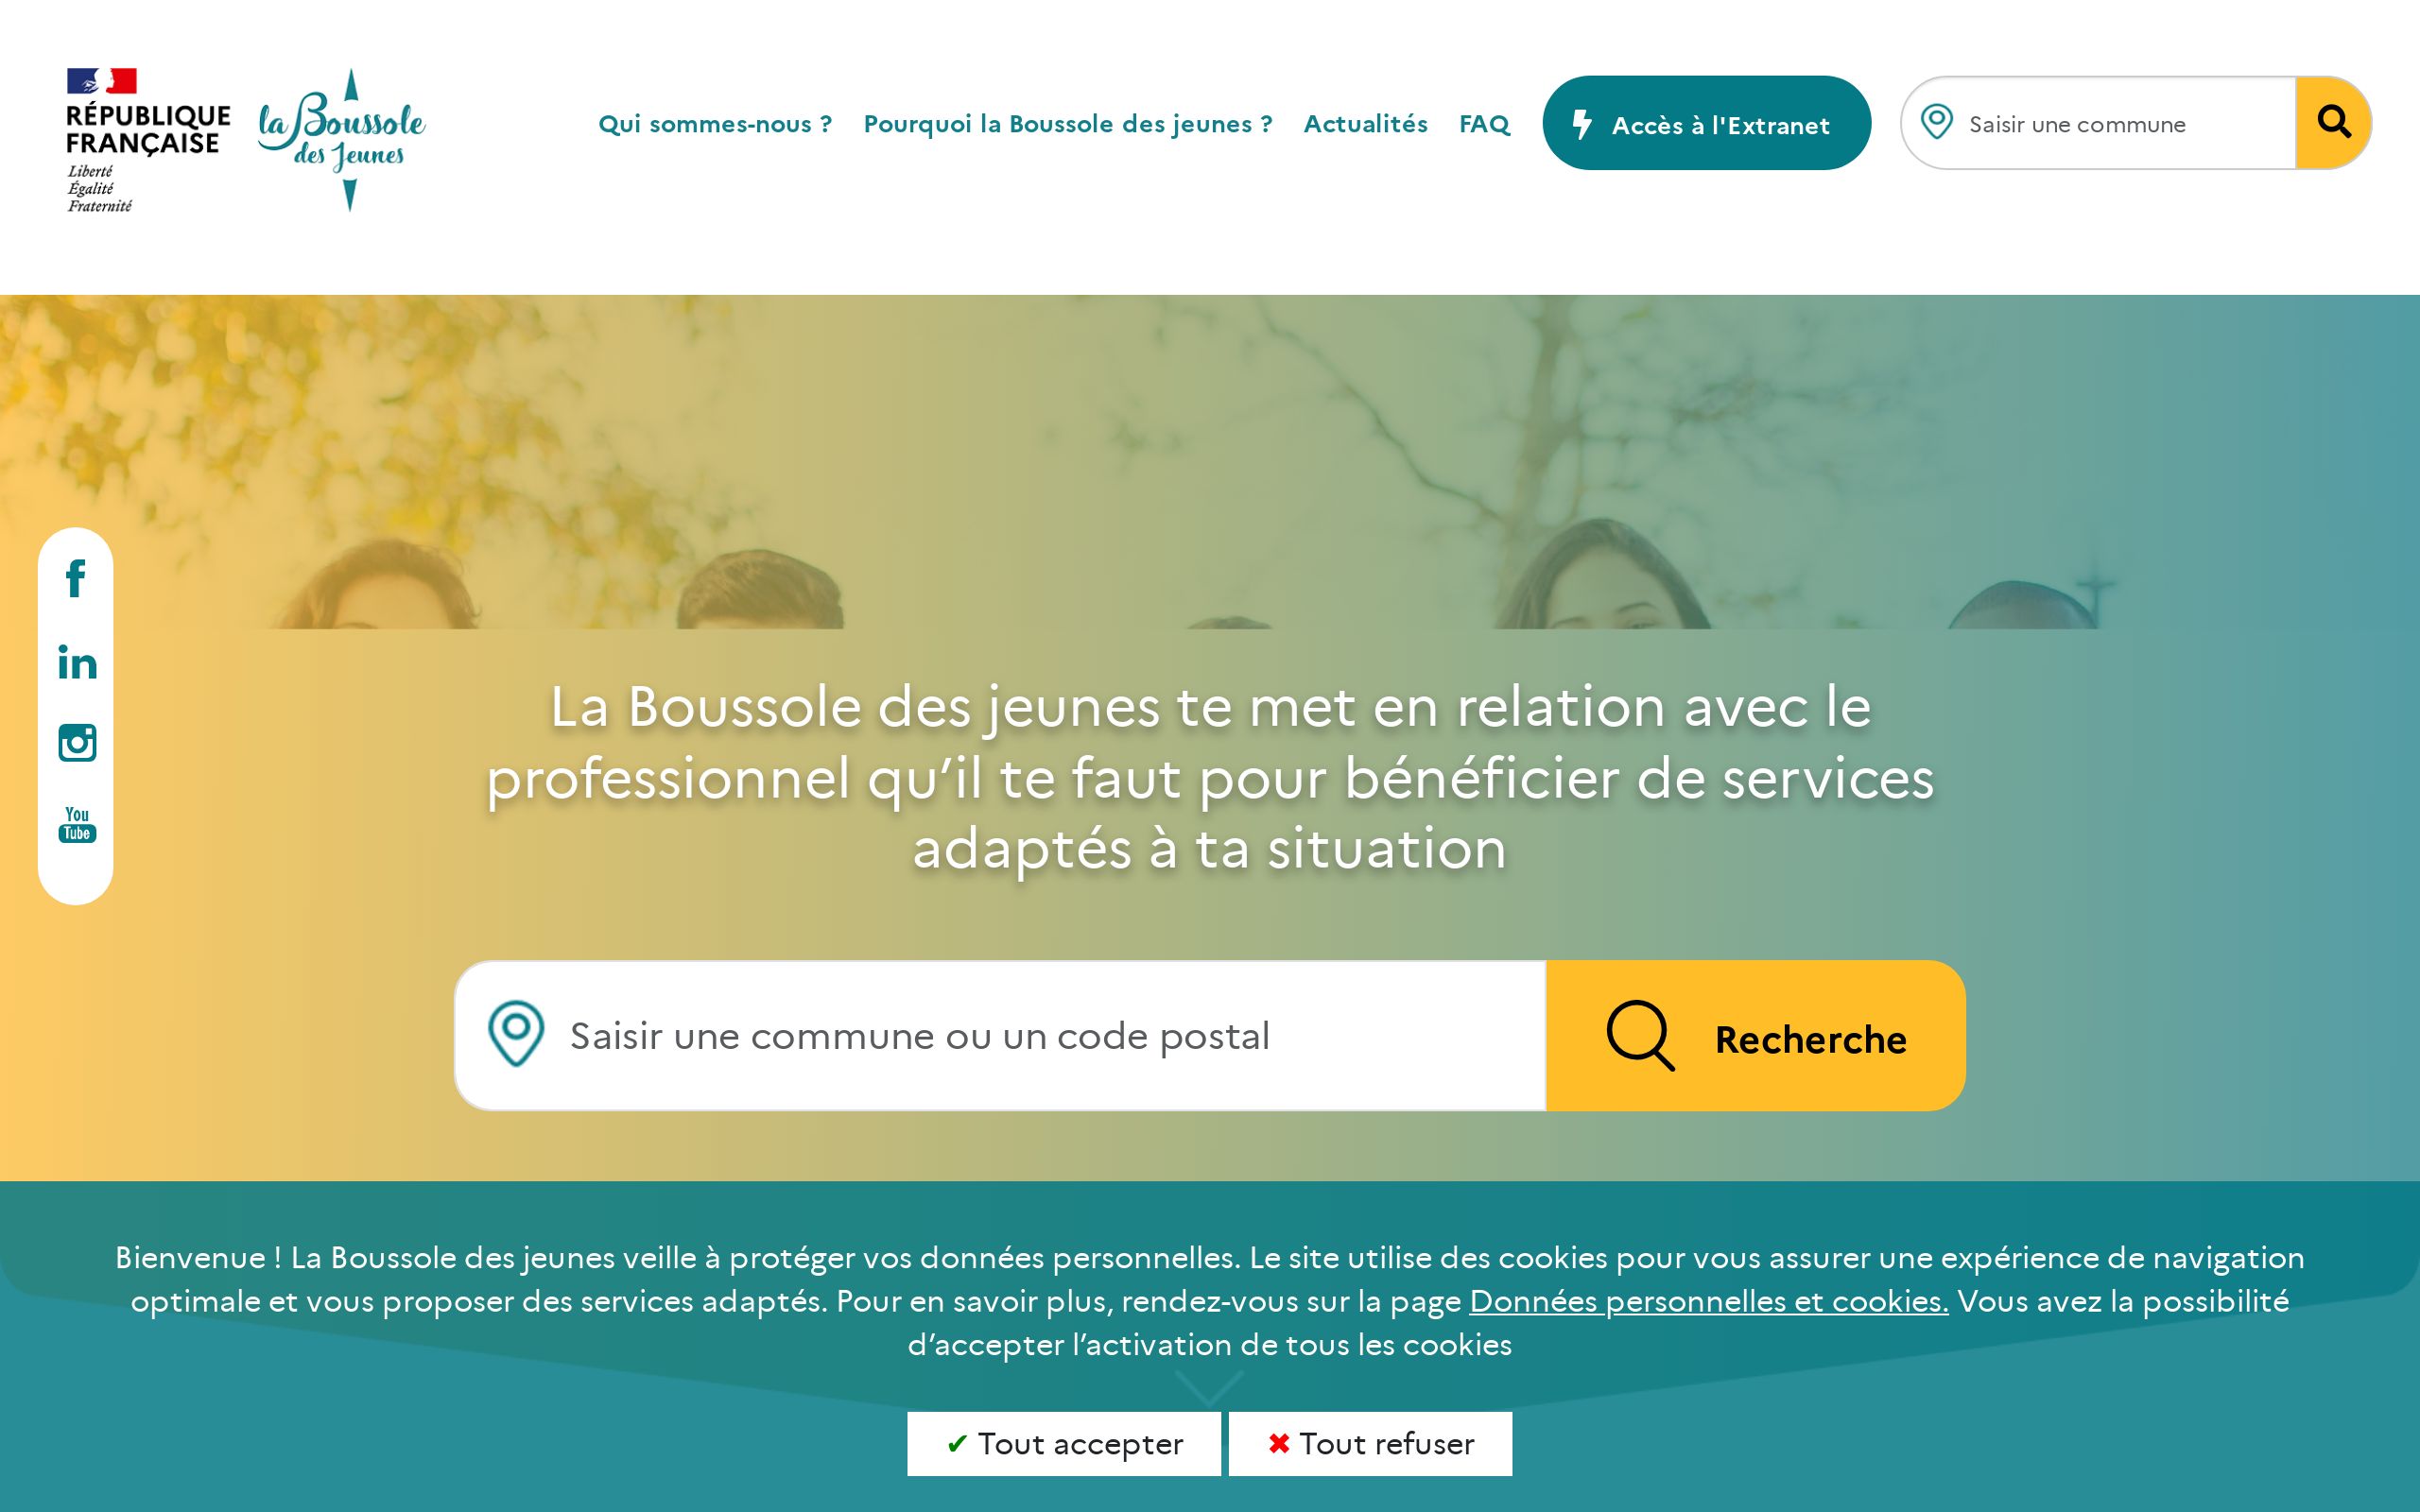 RÉPUBLIQUE
FRANÇAISE
Liberté
Égalité
Fraternité
la Boussole
des Jeunes
Qui sommes-nous ?
Pourquoi la Boussole des jeunes ?
Actualités
FAQ
Accès à l'Extranet
Saisir une commune
You
Tube
La Boussole des jeunes te met en relation avec le
professionnel qu’il te faut pour bénéficier de services
adaptés à ta situation
Saisir une commune ou un code postal
Recherche
Bienvenue ! La Boussole des jeunes veille à protéger vos données personnelles. Le site utilise des cookies pour vous assurer une expérience de navigation
optimale et vous proposer des services adaptés. Pour en savoir plus, rendez-vous sur la page Données personnelles et cookies. Vous avez la possibilité
d’accepter l’activation de tous les cookies
✔ Tout accepter
✖ Tout refuser